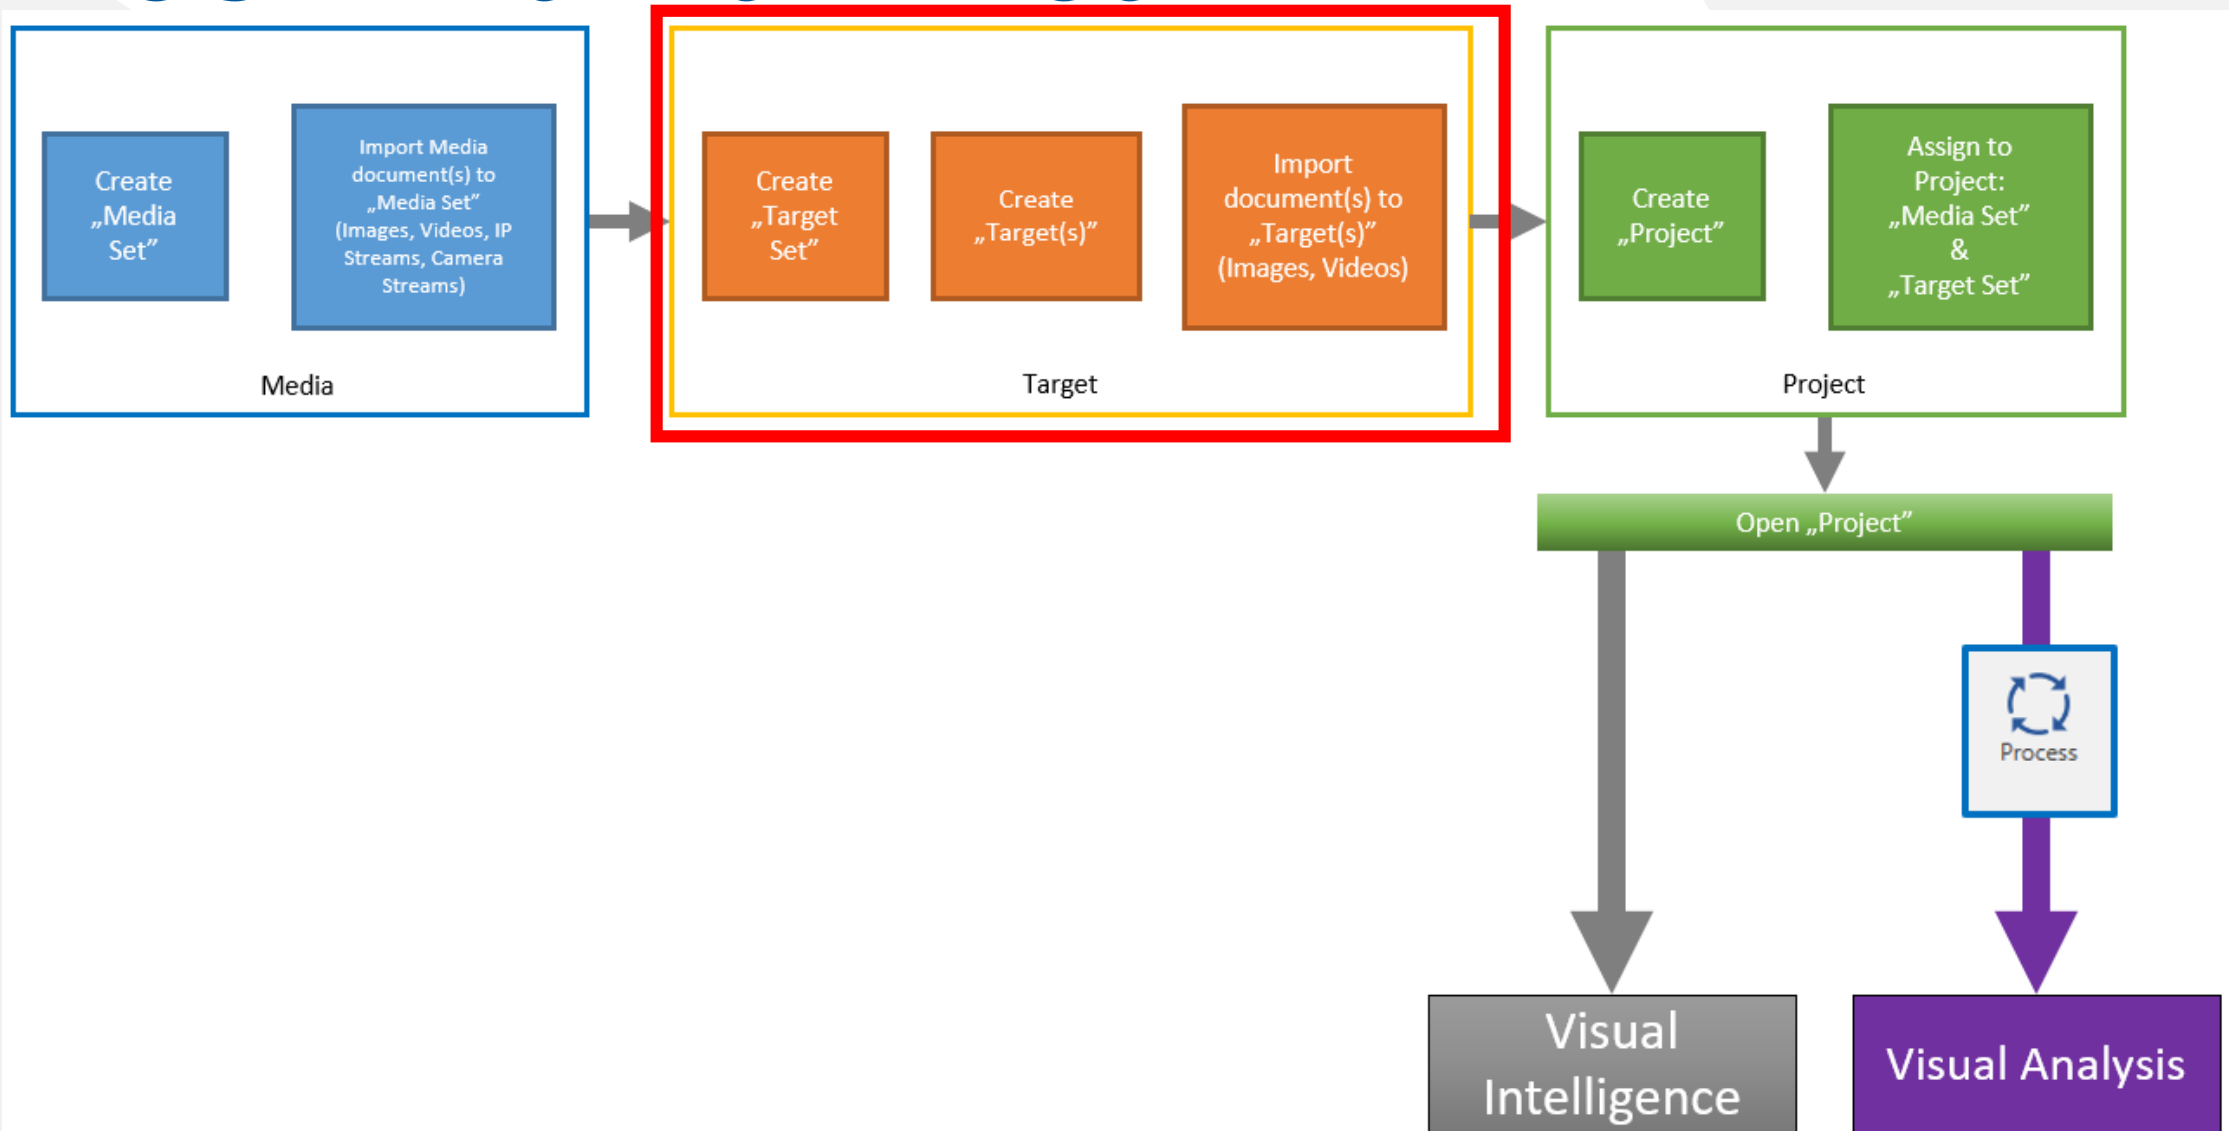 Create
„Media
Set”
Import Media
document(s) to
„Media Set”
(Images, Videos, IP
Streams, Camera
Streams)
Media
Create
„Target
Set”
Create
„Target(s)”
Import
document(s) to
„Target(s)”
(Images, Videos)
Target
Create
„Project”
Assign to
Project:
„Media Set”
&
„Target Set”
Project
Open „Project”
Process
Visual
Intelligence
Visual Analysis